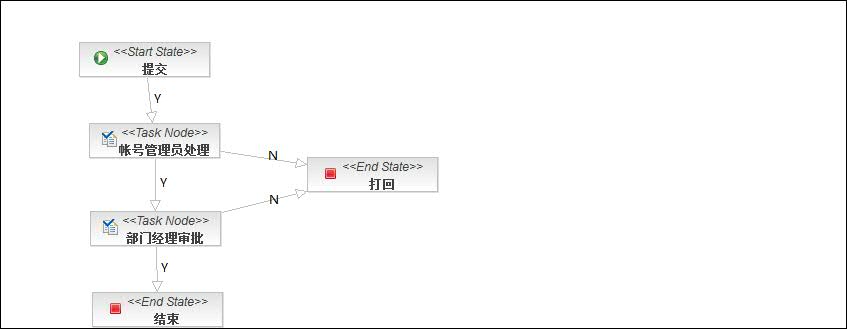 <<Start State>>
提交
Y
<<Task Node>>
帐号管理员处理
N
<<End State>>
打回
Y
N
<<Task Node>>
部门经理审批
Y
<<End State>>
结束